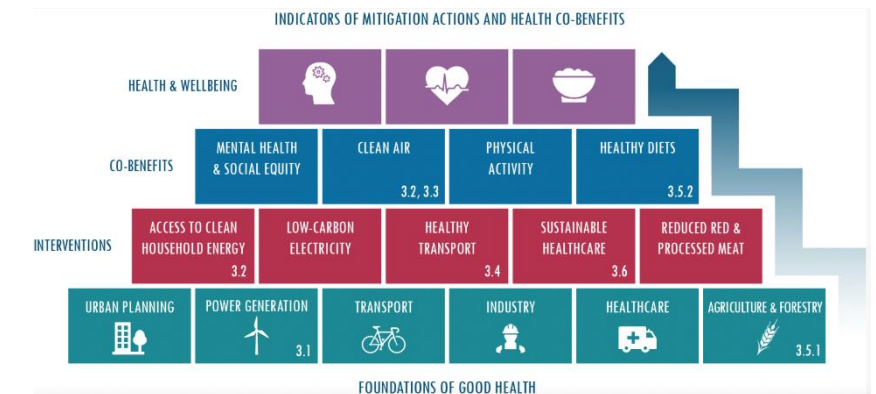 INDICATORS OF MITIGATION ACTIONS AND HEALTH CO-BENEFITS
HEALTH & WELLBEING
CO-BENEFITS
MENTAL HEALTH
& SOCIAL EQUITY
CLEAN AIR
3.2, 3.3
PHYSICAL
ACTIVITY
HEALTHY DIETS
3.5.2
INTERVENTIONS
ACCESS TO CLEAN
HOUSEHOLD ENERGY
3.2
LOW-CARBON
ELECTRICITY
HEALTHY
TRANSPORT
3.4
SUSTAINABLE
HEALTHCARE
3.6
REDUCED RED &
PROCESSED MEAT
URBAN PLANNING
POWER GENERATION
3.1
TRANSPORT
INDUSTRY
HEALTHCARE
AGRICULTURE & FORESTRY
3.5.1
FOUNDATIONS OF GOOD HEALTH